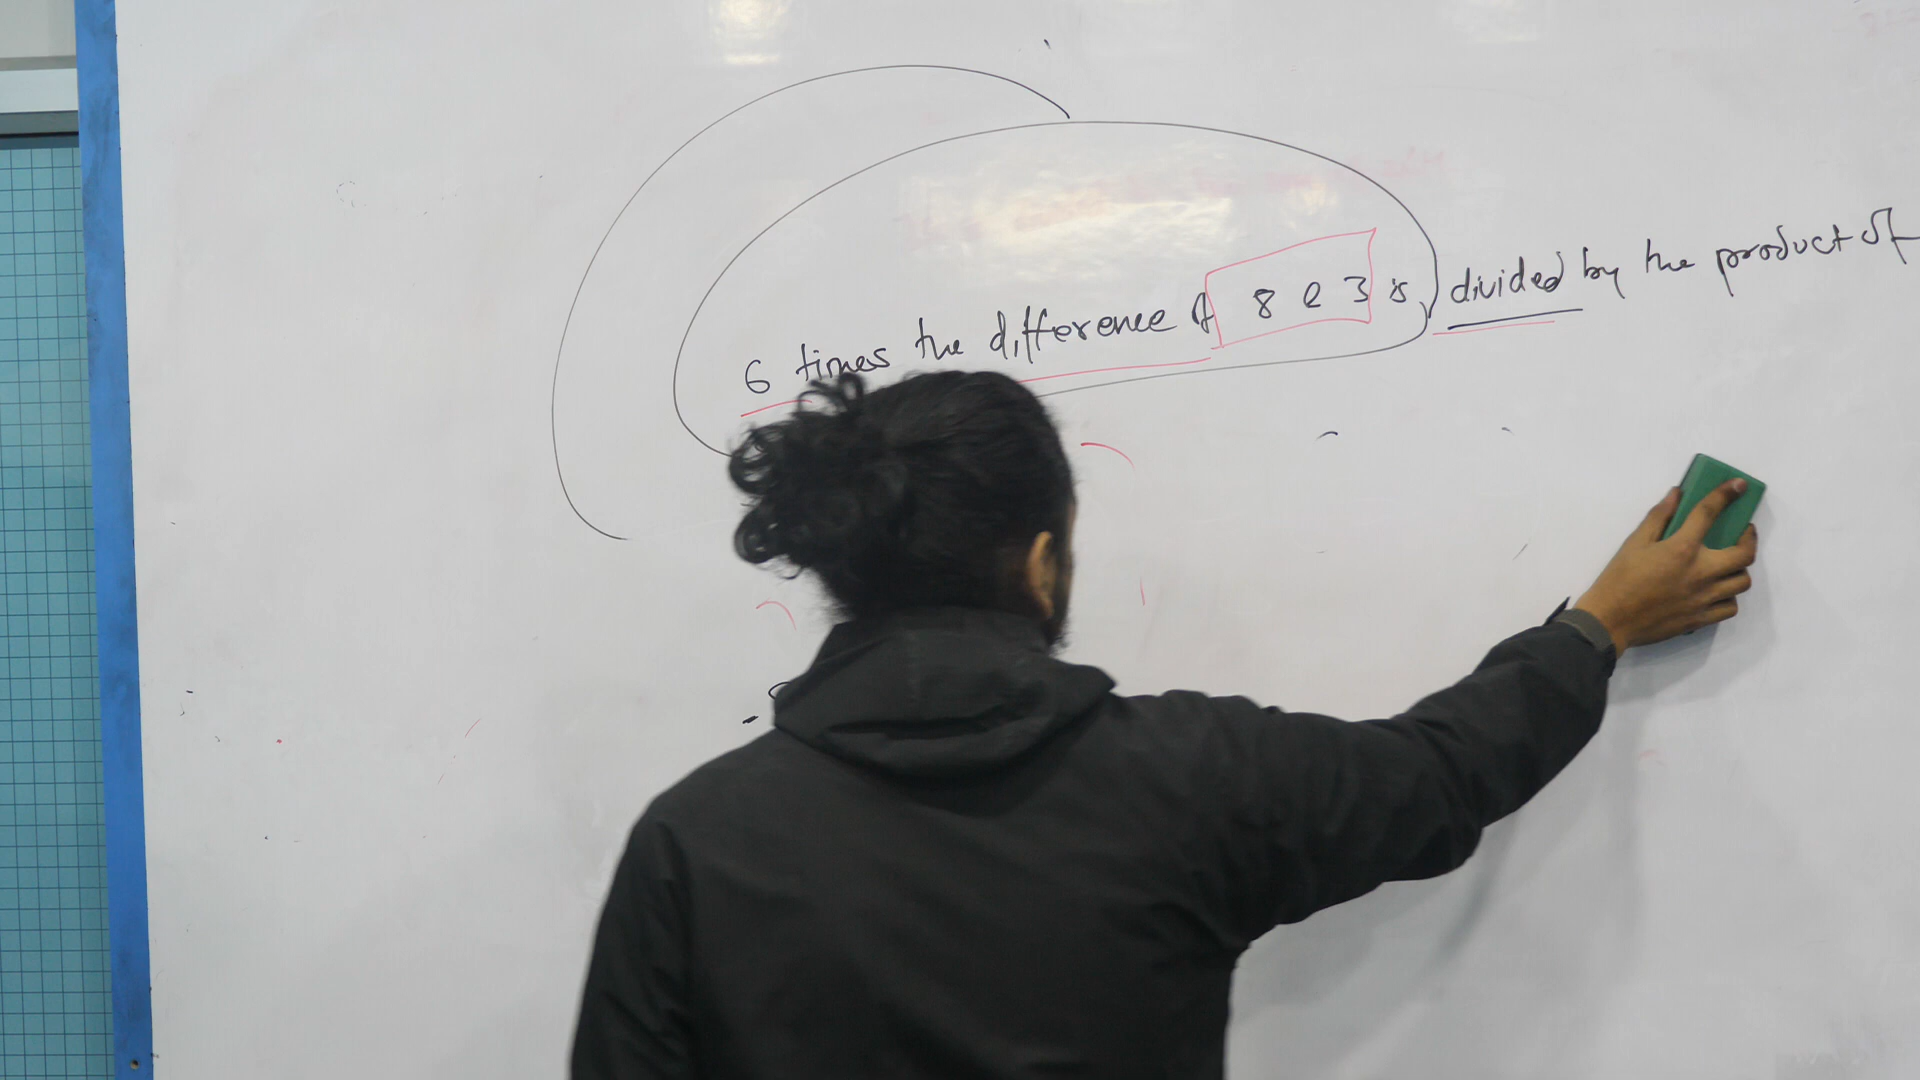 6 times the difference of 8 & 3 is divided by the product of